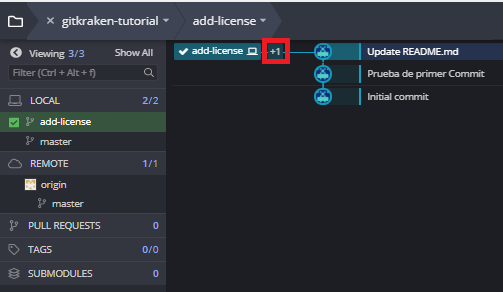 gitkraken-tutorial add-license
Viewing 3/3 Show All
Filter (Ctrl + Alt + f)
LOCAL 2/2
add-license
master
REMOTE 1/1
origin
master
PULL REQUESTS 0
TAGS 0/0
SUBMODULES 0
add-license +1 Update README.md
Prueba de primer Commit
Initial commit